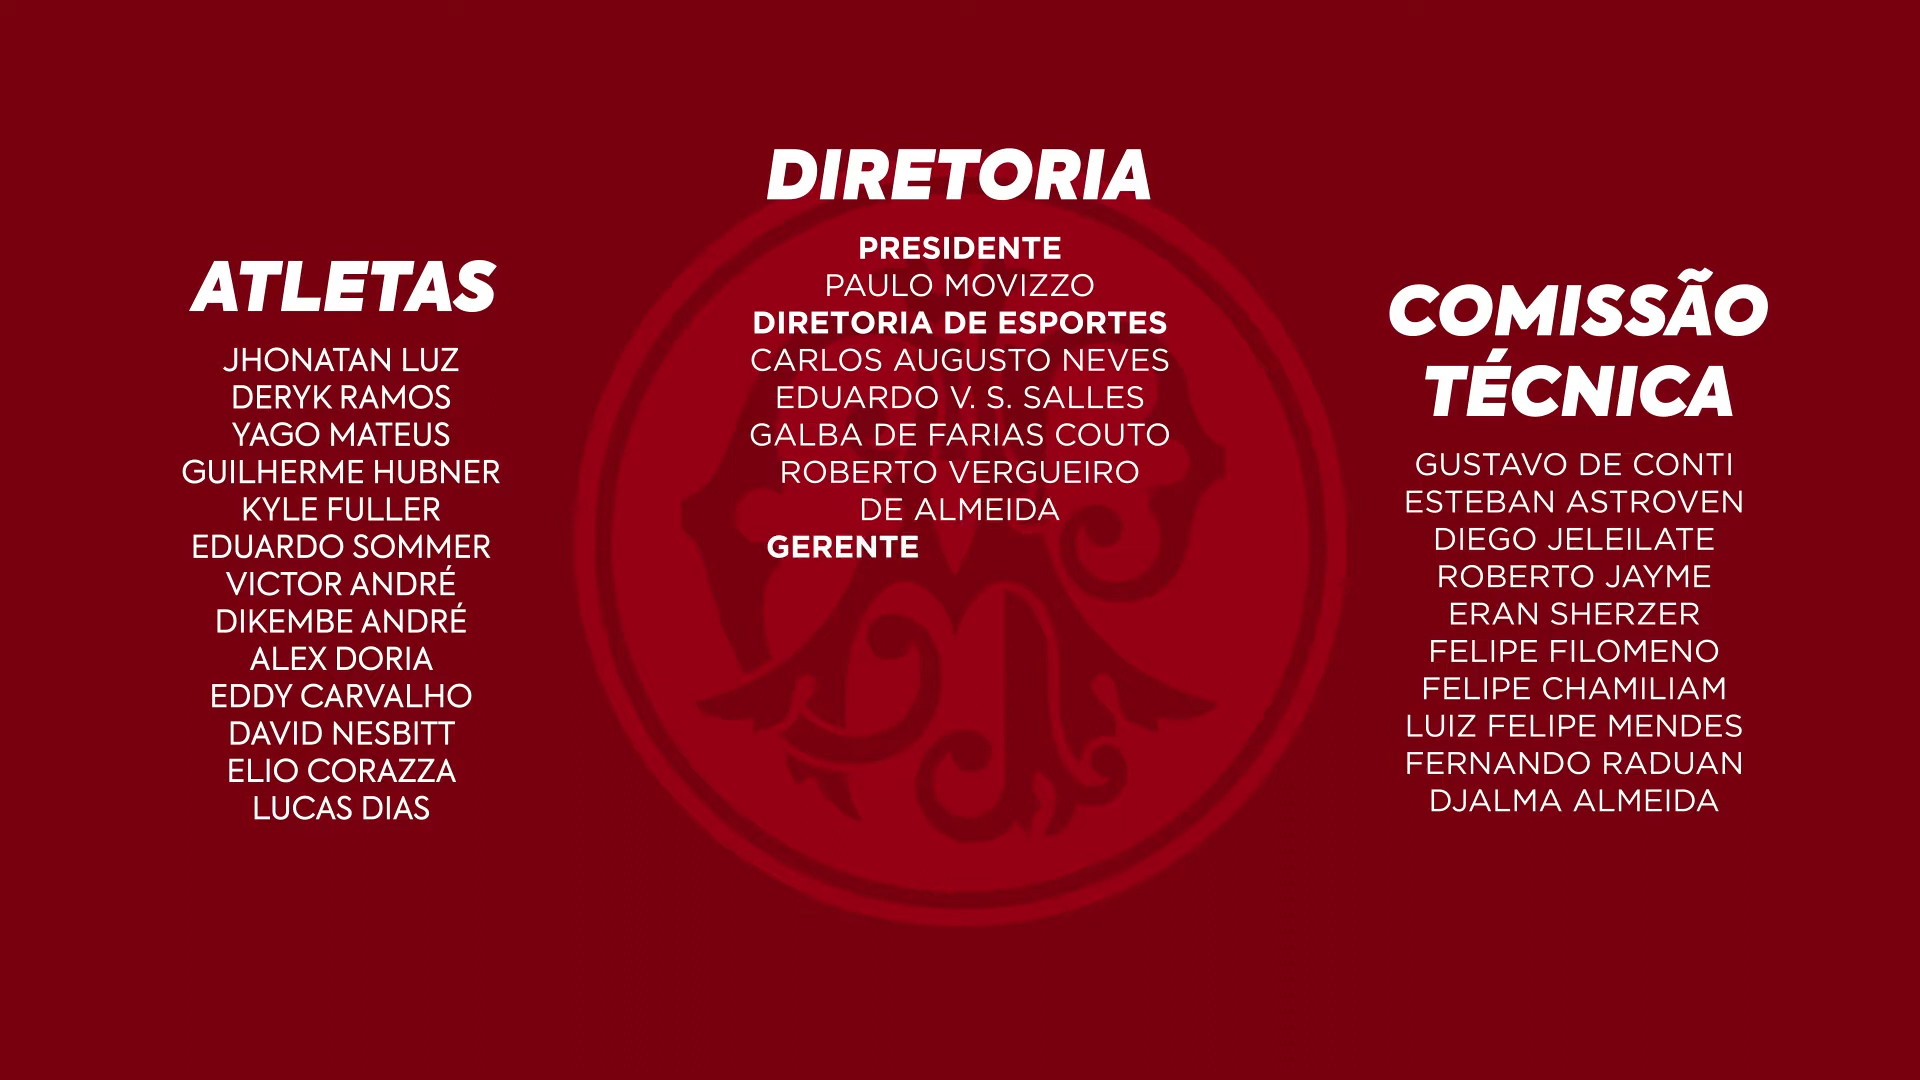 ATLETAS
JHONATAN LUZ
DERYK RAMOS
YAGO MATEUS
GUILHERME HUBNER
KYLE FULLER
EDUARDO SOMMER
VICTOR ANDRÉ
DIKEMBE ANDRÉ
ALEX DORIA
EDDY CARVALHO
DAVID NESBITT
ELIO CORAZZA
LUCAS DIAS
DIRETORIA
PRESIDENTE
PAULO MOVIZZO
DIRETORIA DE ESPORTES
CARLOS AUGUSTO NEVES
EDUARDO V. S. SALLES
GALBA DE FARIAS COUTO
ROBERTO VERGUEIRO
DE ALMEIDA
GERENTE
COMISSÃO
TÉCNICA
GUSTAVO DE CONTI
ESTEBAN ASTROVEN
DIEGO JELEILATE
ROBERTO JAYME
ERAN SHERZER
FELIPE FILOMENO
FELIPE CHAMILIAM
LUIZ FELIPE MENDES
FERNANDO RADUAN
DJALMA ALMEIDA